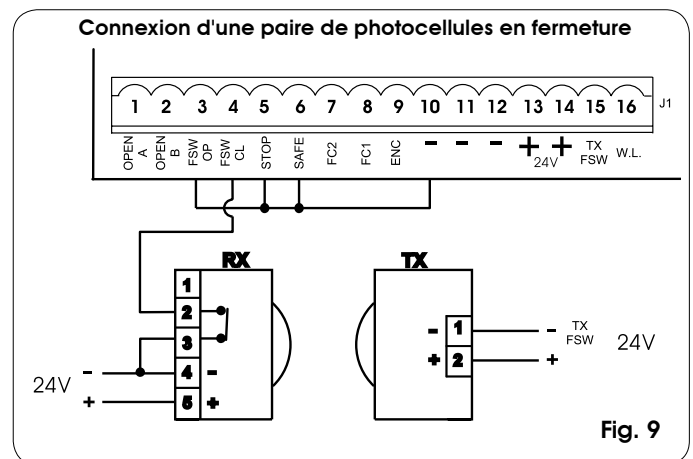 Connexion d'une paire de photocellules en fermeture
1 2 3 4 5 6 7 8 9 10 11 12 13 14 15 16 J1
OPEN A
OPEN B
FSW OP
FSW CL
STOP
SAFE
FC2
FC1
ENC
- - - + + 
24V
TX FSW
W.L.
RX
1
2
3
4 -
5 +
24V
-
+
TX
- 1
+ 2
- TX FSW
+
24V
Fig. 9